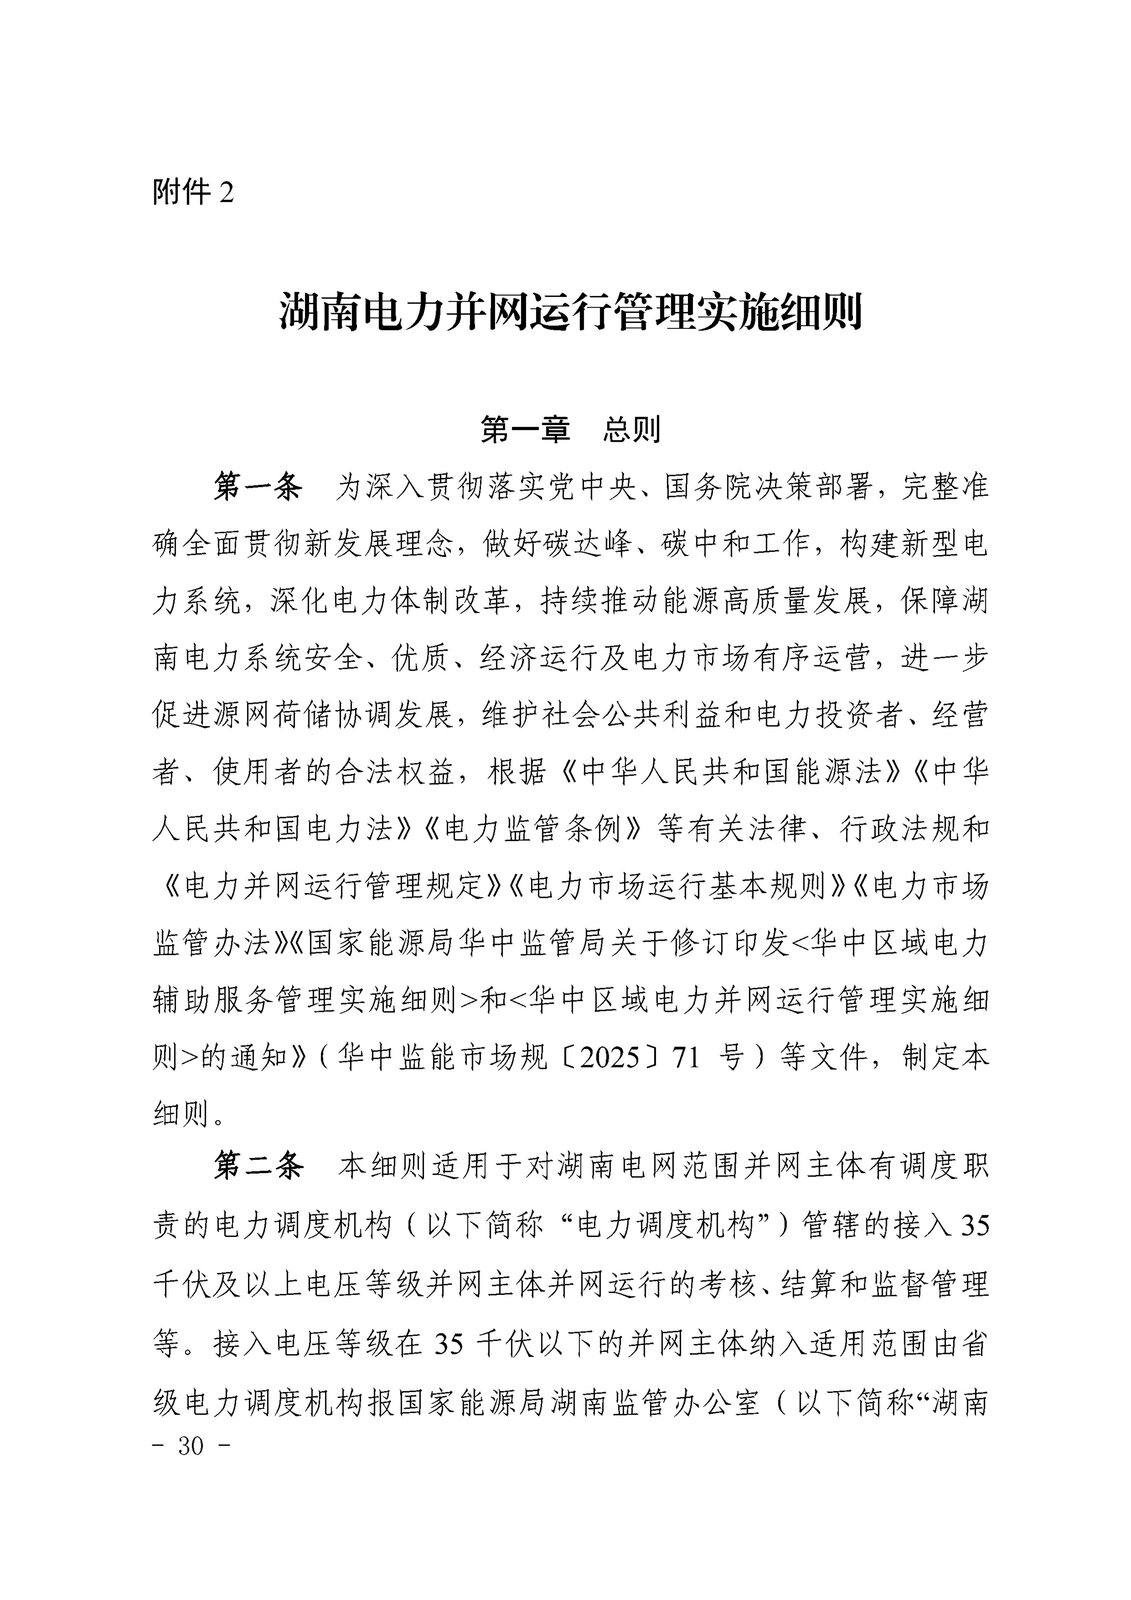 附件 2
湖南电力并网运行管理实施细则
第一章　总则
第一条　为深入贯彻落实党中央、国务院决策部署，完整准
确全面贯彻新发展理念，做好碳达峰、碳中和工作，构建新型电
力系统，深化电力体制改革，持续推动能源高质量发展，保障湖
南电力系统安全、优质、经济运行及电力市场有序运营，进一步
促进源网荷储协调发展，维护社会公共利益和电力投资者、经营
者、使用者的合法权益，根据《中华人民共和国能源法》《中华
人民共和国电力法》《电力监管条例》等有关法律、行政法规和
《电力并网运行管理规定》《电力市场运行基本规则》《电力市场
监管办法》《国家能源局华中监管局关于修订印发<华中区域电力
辅助服务管理实施细则>和<华中区域电力并网运行管理实施细
则>的通知》（华中监能市场规〔2025〕71 号）等文件，制定本
细则。
第二条　本细则适用于对湖南电网范围并网主体有调度职
责的电力调度机构（以下简称“电力调度机构”）管辖的接入 35
千伏及以上电压等级并网主体并网运行的考核、结算和监督管理
等。接入电压等级在 35 千伏以下的并网主体纳入适用范围由省
级电力调度机构报国家能源局湖南监管办公室（以下简称“湖南
- 30 -